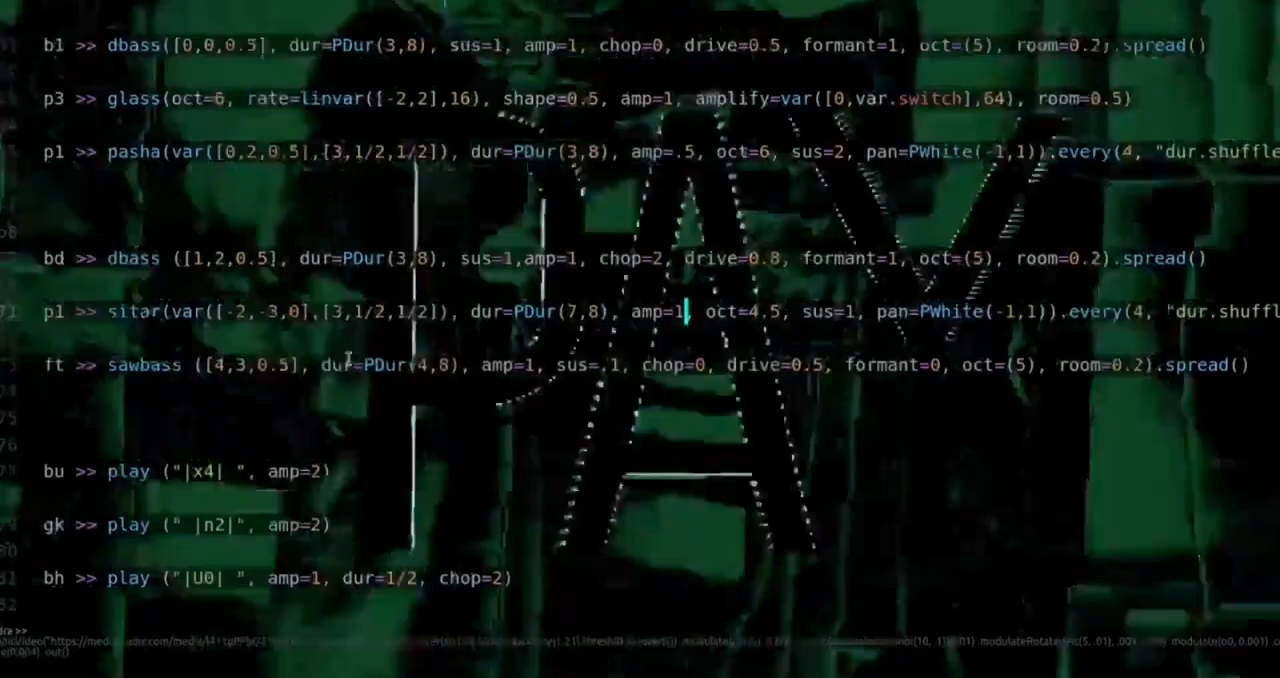 b1 >> dbass([0,0,0.5], dur=PDur(3,8), sus=1, amp=1, chop=0, drive=0.5, formant=1, oct=(5), room=0.2).spread()
p3 >> glass(oct=6, rate=linvar([-2,2],16), shape=0.5, amp=1, amplify=var([0,var.switch],64), room=0.5)
p1 >> pasha(var([0,2,0.5],[3,1/2,1/2]), dur=PDur(3,8), amp=.5, oct=6, sus=2, pan=PWhite(-1,1)).every(4, "dur.shuffle
68
bd >> dbass ([1,2,0.5], dur=PDur(3,8), sus=1,amp=1, chop=2, drive=0.8, formant=1, oct=(5), room=0.2).spread()
71 p1 >> sitar(var([-2,-3,0],[3,1/2,1/2]), dur=PDur(7,8), amp=1, oct=4.5, sus=1, pan=PWhite(-1,1)).every(4, "dur.shuffl
ft >> sawbass ([4,3,0.5], dur=PDur(4,8), amp=1, sus=.1, chop=0, drive=0.5, formant=0, oct=(5), room=0.2).spread()
74
75
76
bu >> play ("|x4| ", amp=2)
gk >> play (" |n2|", amp=2)
80
bh >> play ("|U0| ", amp=1, dur=1/2, chop=2)
PAY